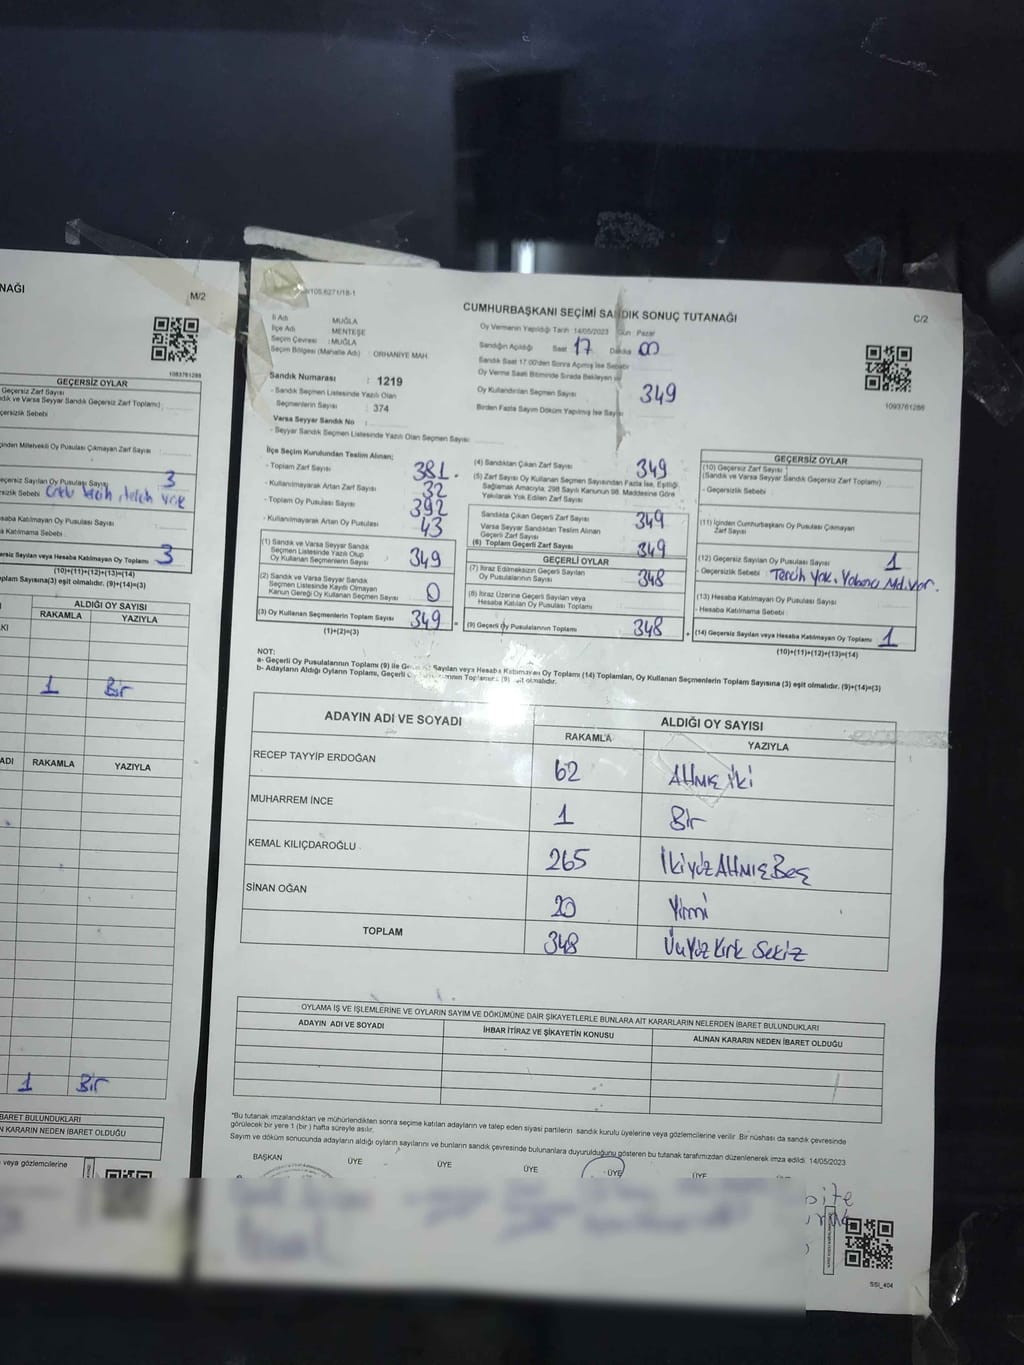 NAĞI
M/2
1083761286
GEÇERSİZ OYLAR
Geçersiz Zarf Sayısı
dık ve Varsa Seyyar Sandık Geçersiz Zarf Toplamı)
eçersizlik Sebebi
çinden Milletvekili Oy Pusulası Çıkmayan Zarf Sayısı
eçersiz Sayılan Oy Pusulası Sayısı 3
rsizlik Sebebi
saba Katılmayan Oy Pusulası Sayısı
a Katılmama Sebebi
ersiz Sayılan veya Hesaba Katılmayan Oy Toplamı 3
(10)+(11)+(12)+(13)=(14)
plam Sayısına(3) eşit olmalıdır. (9)+(14)=(3)
ALDIĞI OY SAYISI
RAKAMLA YAZIYLA
KI
1 Bir
ADI RAKAMLA YAZIYLA
1 Bir
BARET BULUNDUKLARI
N KARARIN NEDEN İBARET OLDUĞU
veya gözlemcilerine
/105.6271/18-1
CUMHURBAŞKANI SEÇİMİ SANDIK SONUÇ TUTANAĞI
C/2
1093761286
İl Adı : MUĞLA
İlçe Adı : MENTEŞE
Seçim Çevresi : MUĞLA
Seçim Bölgesi (Mahalle Adı) : ORHANİYE MAH.
Oy Vermenin Yapıldığı Tarih 14/05/2023 Gün : Pazar
Sandığın Açıldığı Saat 17 Dakika 00
Sandık Saat 17.00'den Sonra Açılmış İse Sebebi
Oy Verme Saati Bitiminde Sırada Bekleyen
Oy Kullandırılan Seçmen Sayısı 349
Birden Fazla Sayım Döküm Yapılmış İse Sayısı
Sandık Numarası : 1219
- Sandık Seçmen Listesinde Yazılı Olan
Seçmenlerin Sayısı : 374
Varsa Seyyar Sandık No :
- Seyyar Sandık Seçmen Listesinde Yazılı Olan Seçmen Sayısı
İlçe Seçim Kurulundan Teslim Alınan;
- Toplam Zarf Sayısı 381
- Kullanılmayarak Artan Zarf Sayısı 32
- Toplam Oy Pusulası Sayısı 392
- Kullanılmayarak Artan Oy Pusulası 43
(1) Sandık ve Varsa Seyyar Sandık
Seçmen Listesinde Yazılı Olup
Oy Kullanan Seçmenlerin Sayısı 349
(2) Sandık ve Varsa Seyyar Sandık
Seçmen Listesinde Kayıtlı Olmayan
Kanun Gereği Oy Kullanan Seçmen Sayısı 0
(3) Oy Kullanan Seçmenlerin Toplam Sayısı 349 =
(1)+(2)=(3)
(4) Sandıktan Çıkan Zarf Sayısı 349
(5) Zarf Sayısı Oy Kullanan Seçmen Sayısından Fazla İse, Eşitliği
Sağlamak Amacıyla, 298 Sayılı Kanunun 98. Maddesine Göre
Yakılarak Yok Edilen Zarf Sayısı
Sandıkta Çıkan Geçerli Zarf Sayısı 349
Varsa Seyyar Sandıktan Teslim Alınan
Geçerli Zarf Sayısı
(6) Toplam Geçerli Zarf Sayısı 349
GEÇERLİ OYLAR
(7) İtiraz Edilmeksizin Geçerli Sayılan
Oy Pusulalarının Sayısı 348
(8) İtiraz Üzerine Geçerli Sayılan veya
Hesaba Katılan Oy Pusulası Toplamı
(9) Geçerli Oy Pusulalarının Toplamı 348
GEÇERSİZ OYLAR
(10) Geçersiz Zarf Sayısı
(Sandık ve Varsa Seyyar Sandık Geçersiz Zarf Toplamı)
- Geçersizlik Sebebi
(11) İçinden Cumhurbaşkanı Oy Pusulası Çıkmayan
Zarf Sayısı
(12) Geçersiz Sayılan Oy Pusulası Sayısı 1
- Geçersizlik Sebebi Tercih Yok. Yabancı Md. Var.
(13) Hesaba Katılmayan Oy Pusulası Sayısı
- Hesaba Katılmama Sebebi
+ (14) Geçersiz Sayılan veya Hesaba Katılmayan Oy Toplamı 1
(10)+(11)+(12)+(13)=(14)
NOT:
a- Geçerli Oy Pusulalarının Toplamı (9) ile Sayılan veya Hesaba Katılmayan Oy Toplamı (14) Toplamları, Oy Kullanan Seçmenlerin Toplam Sayısına (3) eşit olmalıdır. (9)+(14)=(3)
b- Adayların Aldığı Oyların Toplamı, Geçerli Toplamına (9) eşit olmalıdır.
ADAYIN ADI VE SOYADI ALDIĞI OY SAYISI
RAKAMLA YAZIYLA
RECEP TAYYİP ERDOĞAN 62 Altmış İki
MUHARREM İNCE 1 Bir
KEMAL KILIÇDAROĞLU 265 İkiyüz Altmış Beş
SİNAN OĞAN 20 Yirmi
TOPLAM 348 Üçyüz Kırk Sekiz
OYLAMA İŞ VE İŞLEMLERİNE VE OYLARIN SAYIM VE DÖKÜMÜNE DAİR ŞİKAYETLERLE BUNLARA AİT KARARLARIN NELERDEN İBARET BULUNDUKLARI
ADAYIN ADI VE SOYADI İHBAR İTİRAZ VE ŞİKAYETİN KONUSU ALINAN KARARIN NEDEN İBARET OLDUĞU
*Bu tutanak imzalandıktan ve mühürlendikten sonra seçime katılan adayların ve talep eden siyasi partilerin sandık kurulu üyelerine veya gözlemcilerine verilir. Bir nüshası da sandık çevresinde
görülecek bir yere 1 (bir) hafta süreyle asılır.
Sayım ve döküm sonucunda adayların aldığı oyların sayılarını ve bunların sandık çevresinde bulunanlara duyurulduğunu gösteren bu tutanak tarafımızdan düzenlenerek imza edildi. 14/05/2023
BAŞKAN ÜYE ÜYE ÜYE ÜYE ÜYE
SSI_404